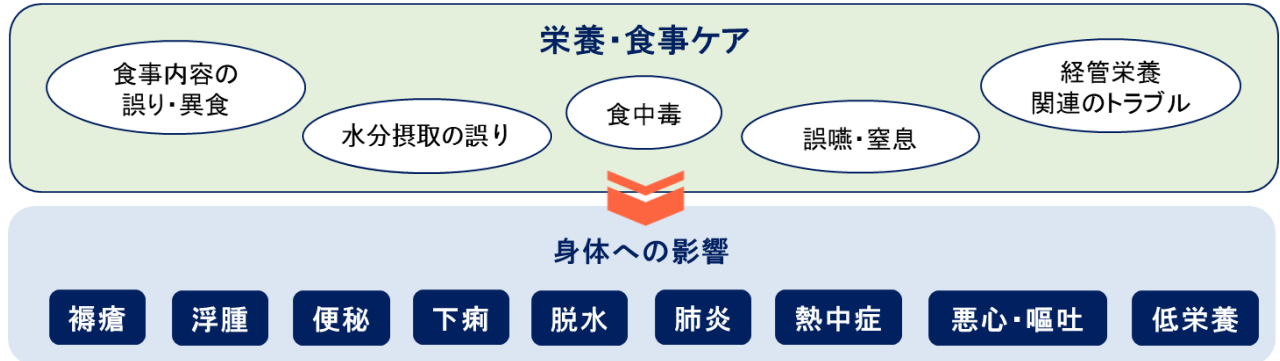 栄養・食事ケア
食事内容の
誤り・異食
水分摂取の誤り
食中毒
誤嚥・窒息
経管栄養
関連のトラブル
身体への影響
褥瘡
浮腫
便秘
下痢
脱水
肺炎
熱中症
悪心・嘔吐
低栄養